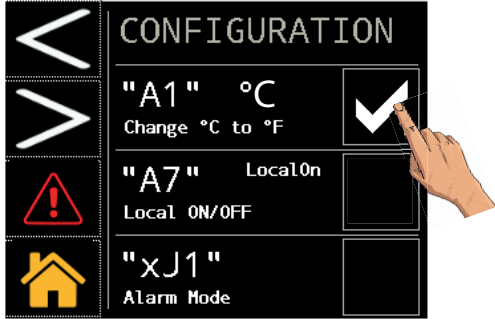 CONFIGURATION
"A1" °C
Change °C to °F
"A7" LocalOn
Local ON/OFF
"xJ1"
Alarm Mode